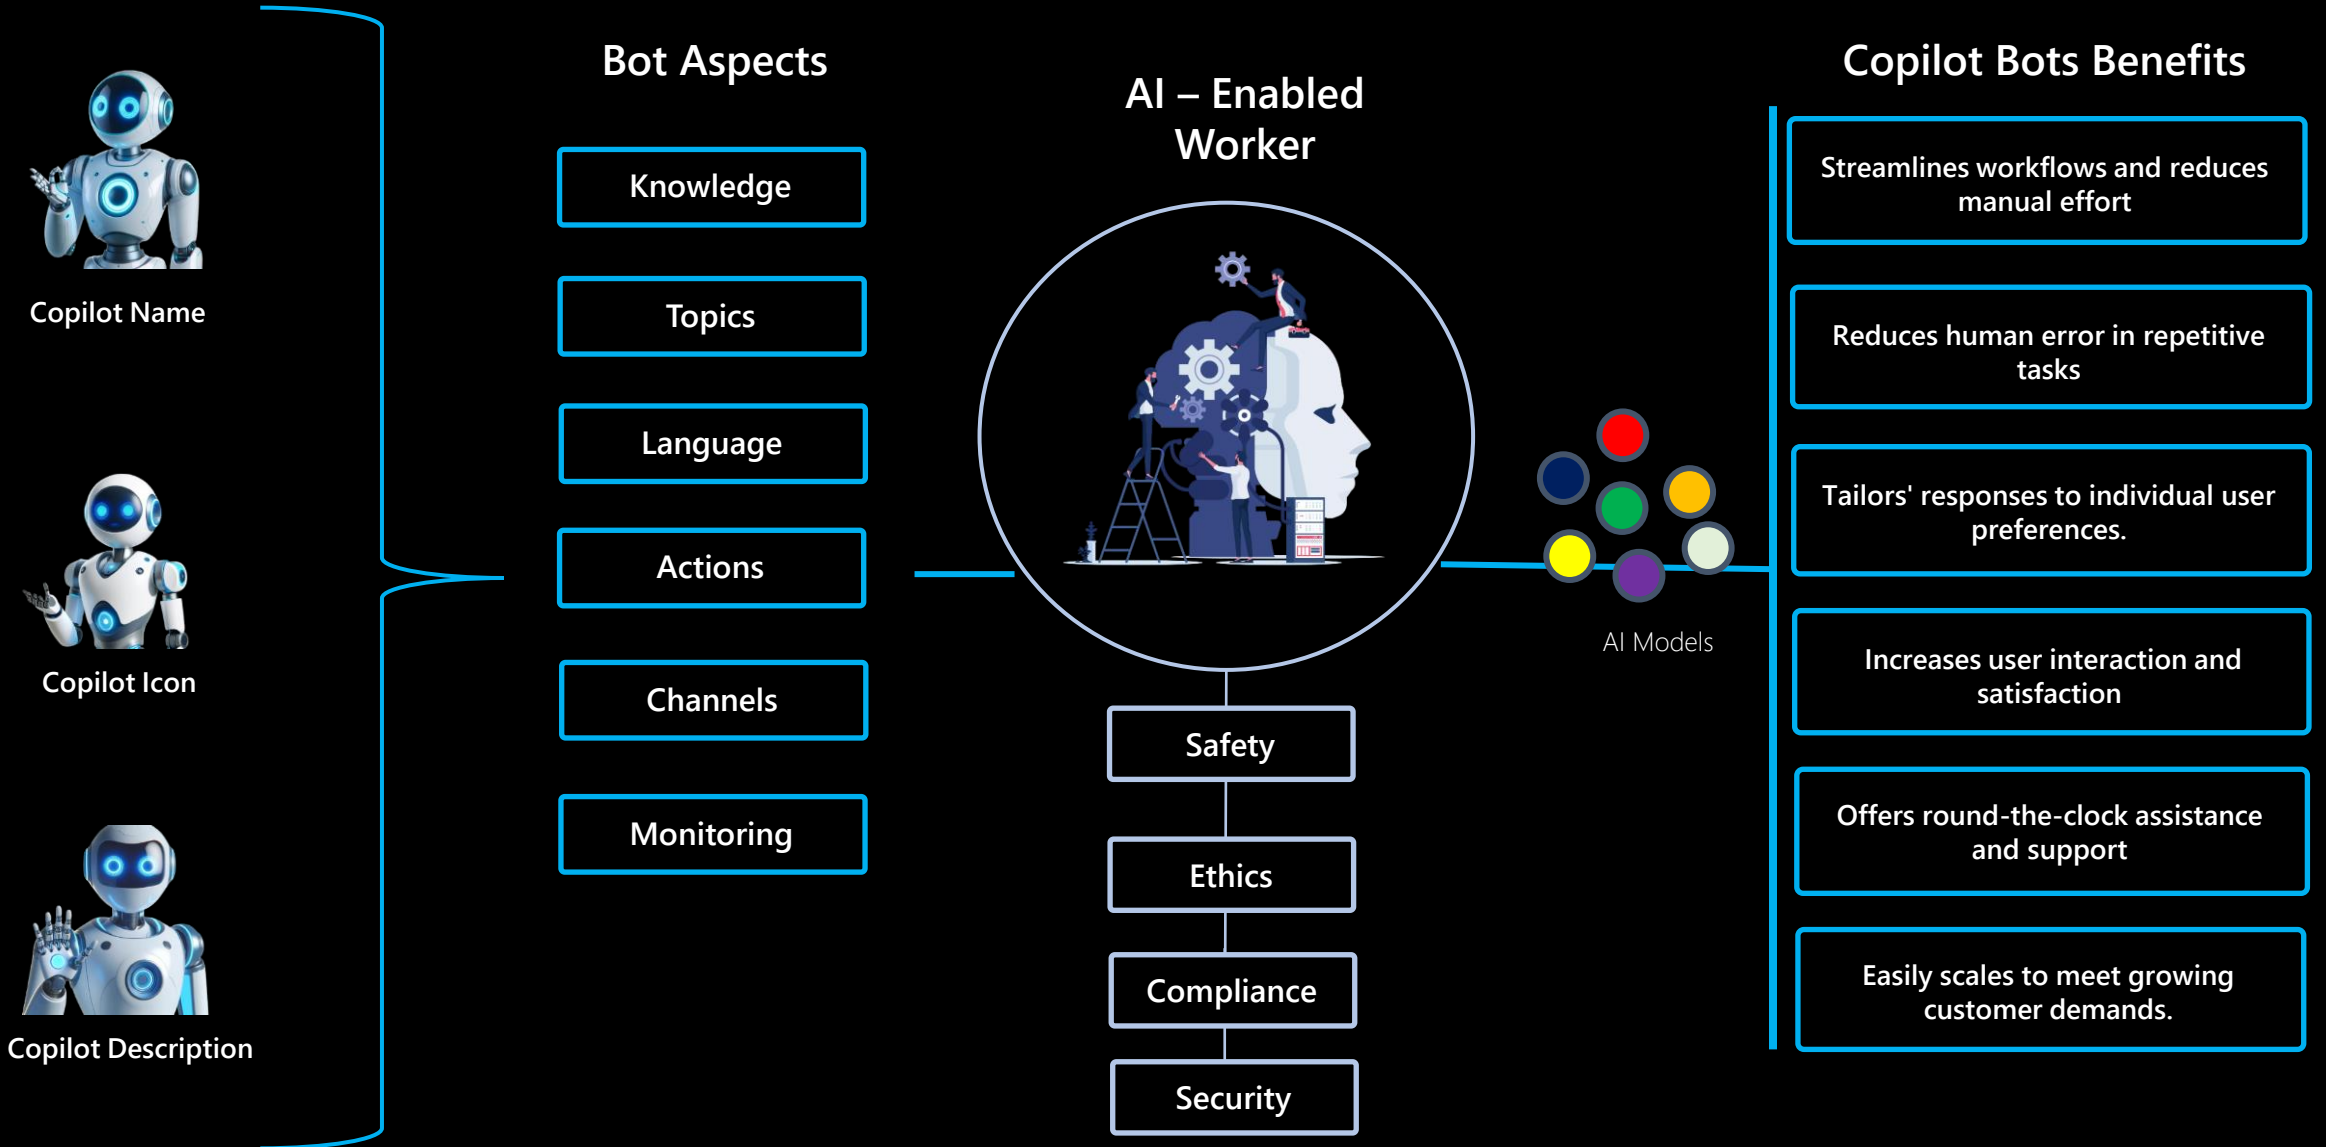 Copilot Name
Copilot Icon
Copilot Description
Bot Aspects
Knowledge
Topics
Language
Actions
Channels
Monitoring
AI – Enabled
Worker
Safety
Ethics
Compliance
Security
AI Models
Copilot Bots Benefits
Streamlines workflows and reduces
manual effort
Reduces human error in repetitive
tasks
Tailors' responses to individual user
preferences.
Increases user interaction and
satisfaction
Offers round-the-clock assistance
and support
Easily scales to meet growing
customer demands.